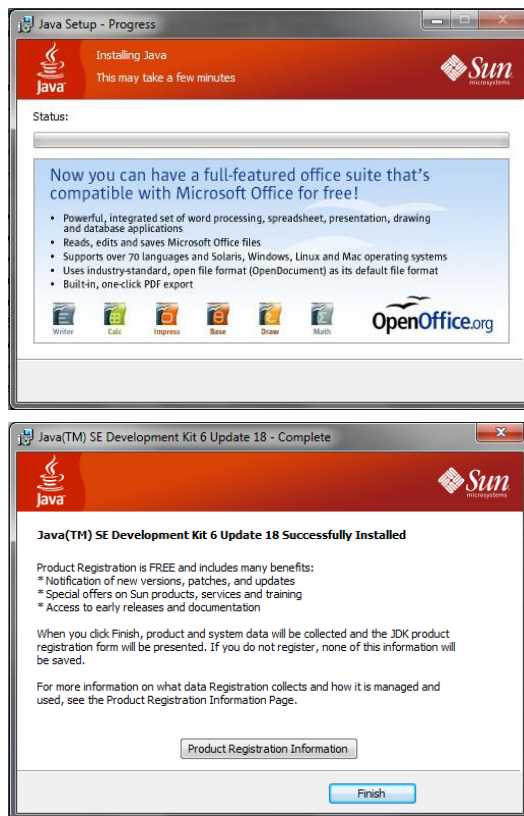 Java Setup - Progress
Installing Java
This may take a few minutes
Java
Sun
microsystems
Status:
Now you can have a full-featured office suite that's
compatible with Microsoft Office for free!
• Powerful, integrated set of word processing, spreadsheet, presentation, drawing
and database applications
• Reads, edits and saves Microsoft Office files
• Supports over 70 languages and Solaris, Windows, Linux and Mac operating systems
• Uses industry-standard, open file format (OpenDocument) as its default file format
• Built-in, one-click PDF export
Writer Calc Impress Base Draw Math
OpenOffice.org
Java(TM) SE Development Kit 6 Update 18 - Complete
Java
Sun
microsystems
Java(TM) SE Development Kit 6 Update 18 Successfully Installed
Product Registration is FREE and includes many benefits:
* Notification of new versions, patches, and updates
* Special offers on Sun products, services and training
* Access to early releases and documentation
When you click Finish, product and system data will be collected and the JDK product
registration form will be presented. If you do not register, none of this information will
be saved.
For more information on what data Registration collects and how it is managed and
used, see the Product Registration Information Page.
Product Registration Information
Finish